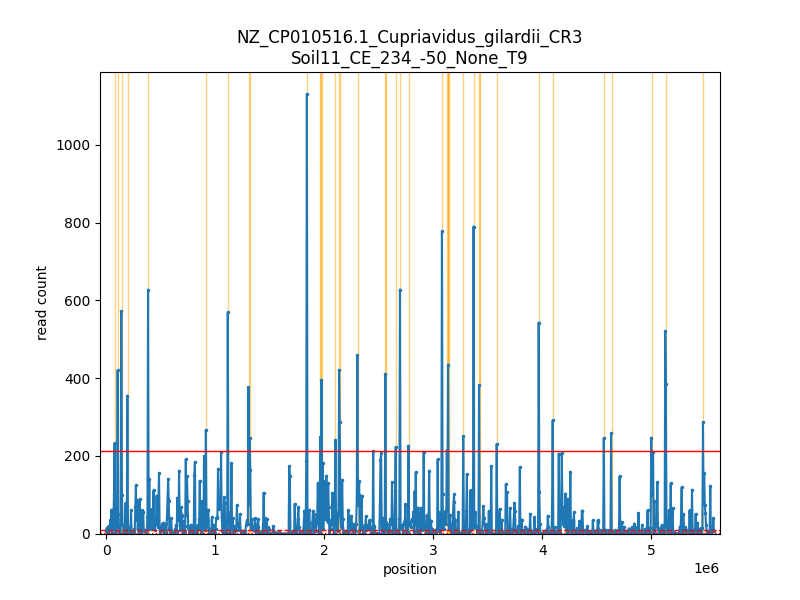 NZ_CP010516.1_Cupriavidus_gilardii_CR3
Soil11_CE_234_-50_None_T9
1000
800
600
400
200
0
read count
0 1 2 3 4 5
1e6
position